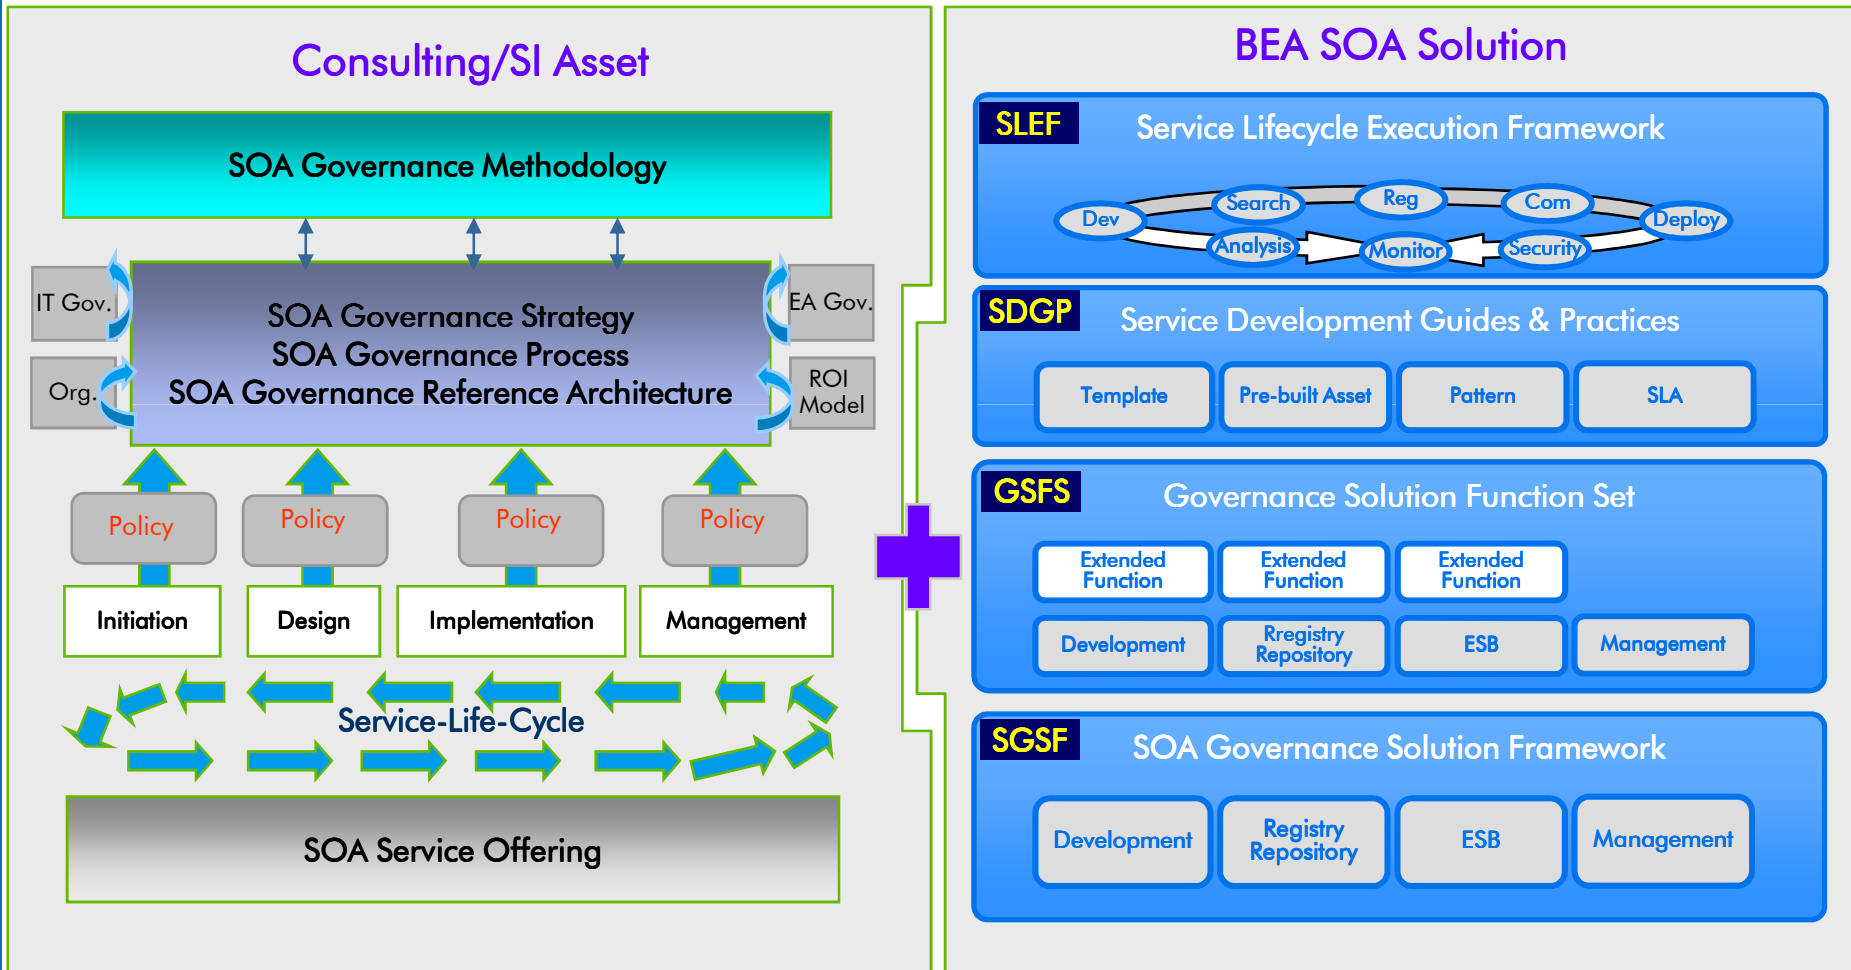 Consulting/SI Asset
SOA Governance Methodology
IT Gov.
EA Gov.
SOA Governance Strategy
SOA Governance Process
SOA Governance Reference Architecture
Org.
ROI
Model
Policy
Policy
Policy
Policy
Initiation
Design
Implementation
Management
Service-Life-Cycle
SOA Service Offering
BEA SOA Solution
SLEF
Service Lifecycle Execution Framework
Dev
Search
Reg
Com
Deploy
Analysis
Monitor
Security
SDGP
Service Development Guides & Practices
Template
Pre-built Asset
Pattern
SLA
GSFS
Governance Solution Function Set
Extended
Function
Extended
Function
Extended
Function
Development
Rregistry
Repository
ESB
Management
SGSF
SOA Governance Solution Framework
Development
Registry
Repository
ESB
Management